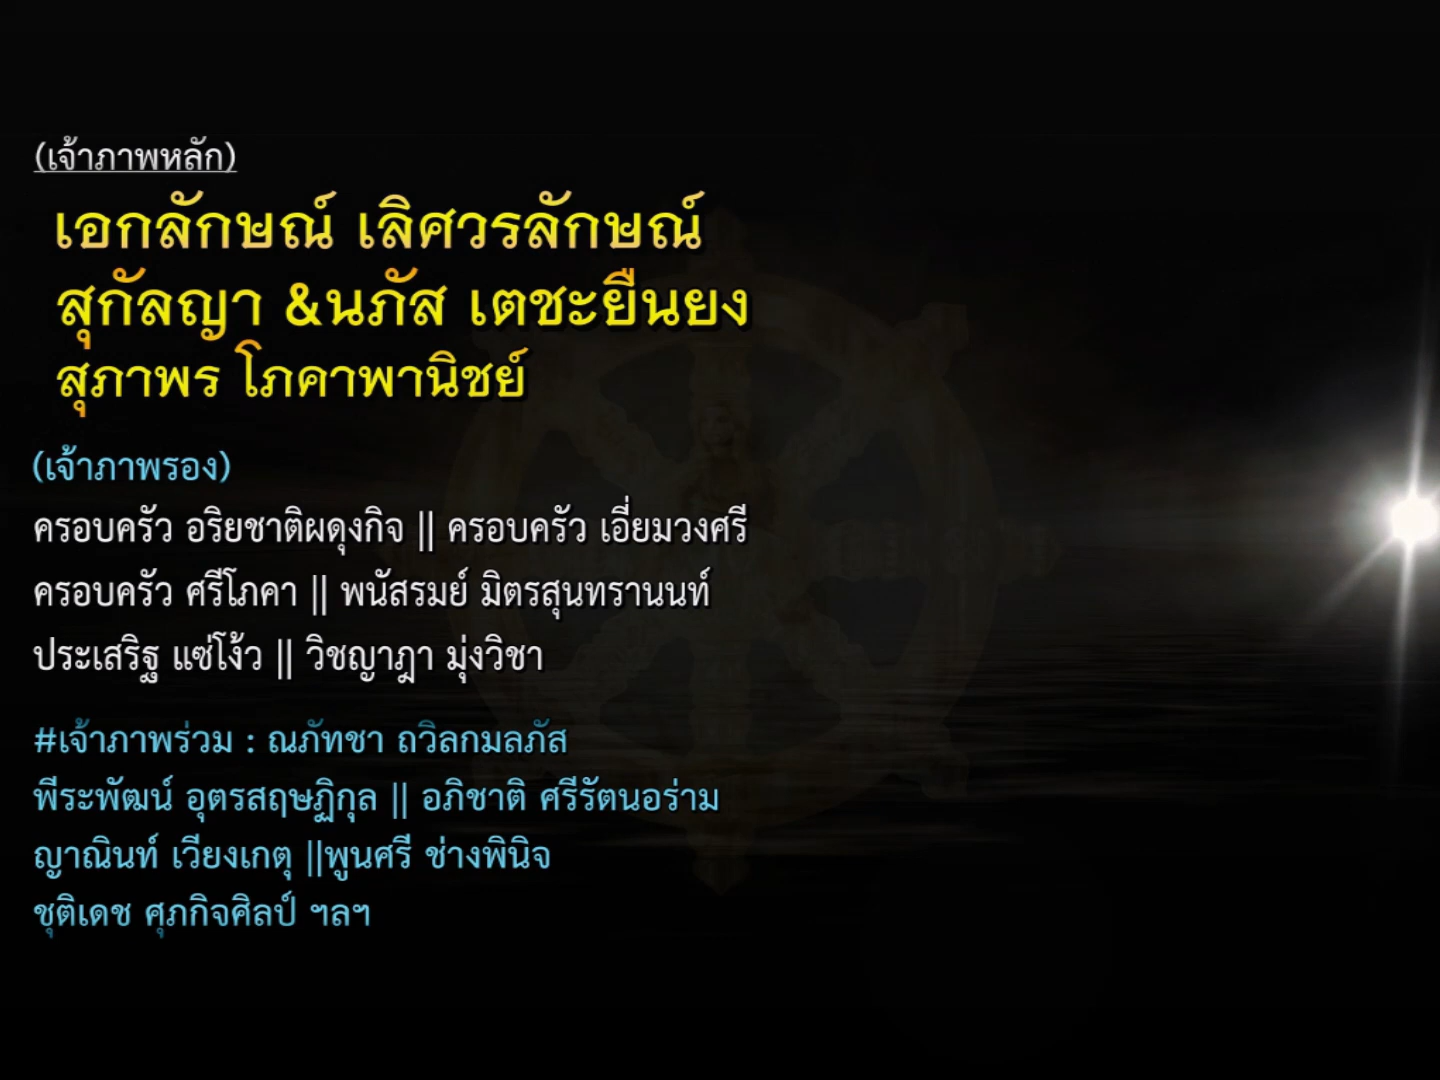 (เจ้าภาพหลัก)
เอกลักษณ์ เลิศวรลักษณ์
สุกัลญา &นภัส เตชะยืนยง
สุภาพร โภคาพานิชย์
(เจ้าภาพรอง)
ครอบครัว อริยชาติผดุงกิจ || ครอบครัว เอี่ยมวงศรี
ครอบครัว ศรีโภคา || พนัสรมย์ มิตรสุนทรานนท์
ประเสริฐ แซ่โง้ว || วิชญาฎา มุ่งวิชา
#เจ้าภาพร่วม : ณภัทชา ถวิลกมลภัส
พีระพัฒน์ อุตรสฤษฏิกุล || อภิชาติ ศรีรัตนอร่าม
ญาณินท์ เวียงเกตุ ||พูนศรี ช่างพินิจ
ชุติเดช ศุภกิจศิลป์ ฯลฯ